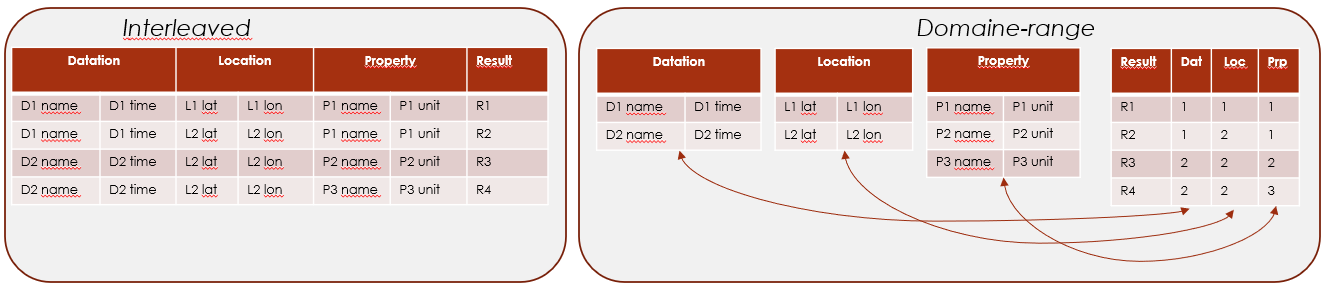 Interleaved
Datation Location Property Result
D1 name D1 time L1 lat L1 lon P1 name P1 unit R1
D1 name D1 time L2 lat L2 lon P1 name P1 unit R2
D2 name D2 time L2 lat L2 lon P2 name P2 unit R3
D2 name D2 time L2 lat L2 lon P3 name P3 unit R4
Domaine-range
Datation
D1 name D1 time
D2 name D2 time
Location
L1 lat L1 lon
L2 lat L2 lon
Property
P1 name P1 unit
P2 name P2 unit
P3 name P3 unit
Result Dat Loc Prp
R1 1 1 1
R2 1 2 1
R3 2 2 2
R4 2 2 3